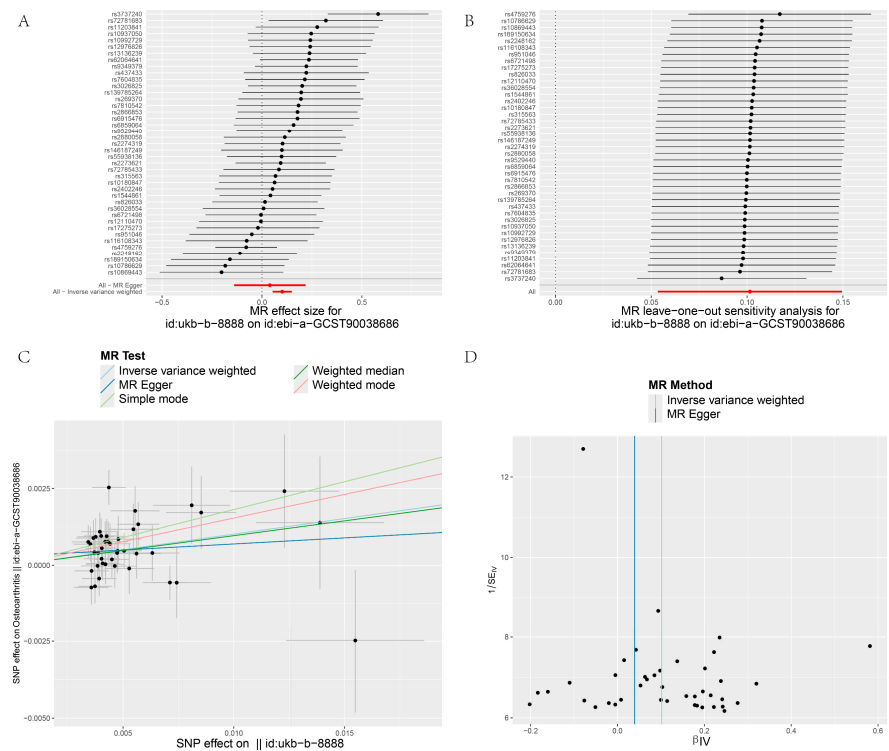 A
rs3737240
rs72781683
rs11203841
rs10937050
rs10992729
rs12976826
rs13136239
rs62064641
rs9349379
rs437433
rs7604835
rs3026825
rs139785264
rs269370
rs7810542
rs2866853
rs6915476
rs6859064
rs9529440
rs2880058
rs2274319
rs146187249
rs55938136
rs2273621
rs72785433
rs315563
rs10180847
rs2402246
rs1544861
rs826033
rs36028554
rs6721498
rs12110470
rs17275273
rs951046
rs116108343
rs4759276
rs2248162
rs189150634
rs10786629
rs10869443
All - MR Egger
All - Inverse variance weighted
−0.5 0.0 0.5
MR effect size for
id:ukb-b-8888 on id:ebi-a-GCST90038686
B
rs4759276
rs10786629
rs10869443
rs189150634
rs2248162
rs116108343
rs951046
rs6721498
rs17275273
rs826033
rs12110470
rs36028554
rs1544861
rs2402246
rs10180847
rs315563
rs72785433
rs2273621
rs55938136
rs146187249
rs2274319
rs2880058
rs9529440
rs6859064
rs6915476
rs7810542
rs2866853
rs269370
rs139785264
rs437433
rs7604835
rs3026825
rs10937050
rs10992729
rs12976826
rs13136239
rs9349379
rs11203841
rs62064641
rs72781683
rs3737240
All
0.00 0.05 0.10 0.15
MR leave−one−out sensitivity analysis for
id:ukb-b-8888 on id:ebi-a-GCST90038686
C
MR Test
Inverse variance weighted
MR Egger
Simple mode
Weighted median
Weighted mode
SNP effect on Osteoarthritis || id:ebi-a-GCST90038686
0.0025
0.0000
−0.0025
−0.0050
0.005 0.010 0.015
SNP effect on || id:ukb-b-8888
D
MR Method
Inverse variance weighted
MR Egger
1/SEIV
12
10
8
6
−0.2 0.0 0.2 0.4 0.6
βIV